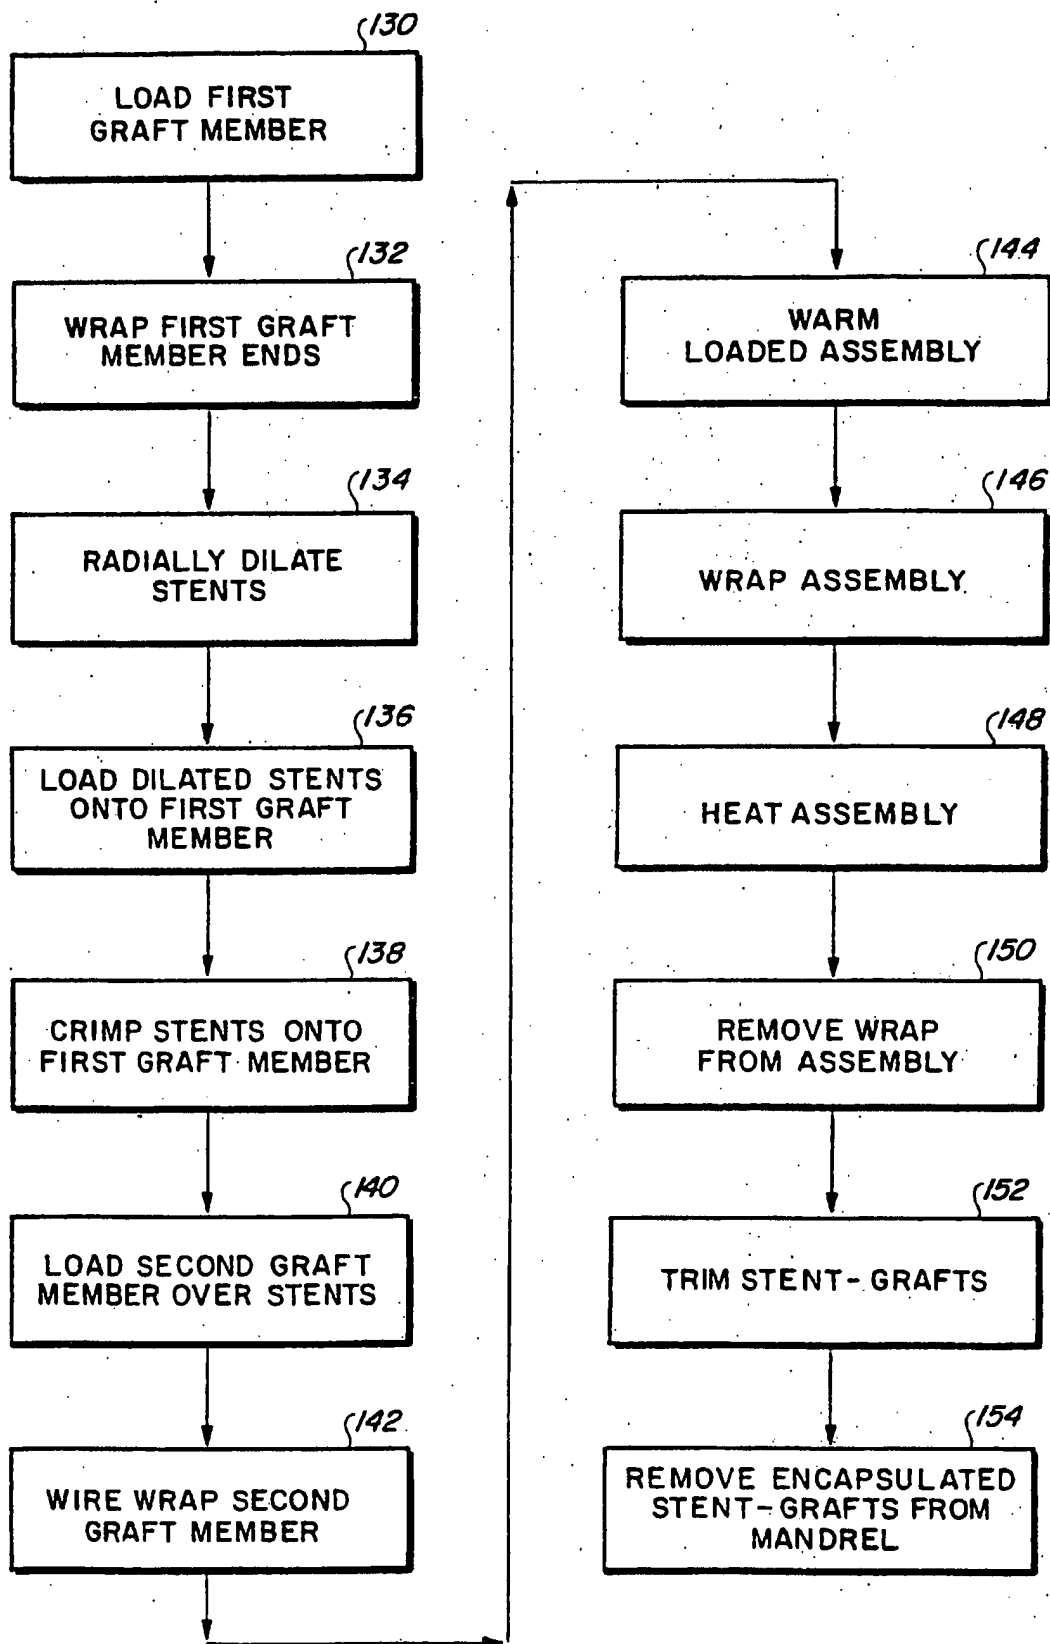 130
LOAD FIRST
GRAFT MEMBER
132
WRAP FIRST GRAFT
MEMBER ENDS
134
RADIALLY DILATE
STENTS
136
LOAD DILATED STENTS
ONTO FIRST GRAFT
MEMBER
138
CRIMP STENTS ONTO
FIRST GRAFT MEMBER
140
LOAD SECOND GRAFT
MEMBER OVER STENTS
142
WIRE WRAP SECOND
GRAFT MEMBER
144
WARM
LOADED ASSEMBLY
146
WRAP ASSEMBLY
148
HEAT ASSEMBLY
150
REMOVE WRAP
FROM ASSEMBLY
152
TRIM STENT-GRAFTS
154
REMOVE ENCAPSULATED
STENT-GRAFTS FROM
MANDREL